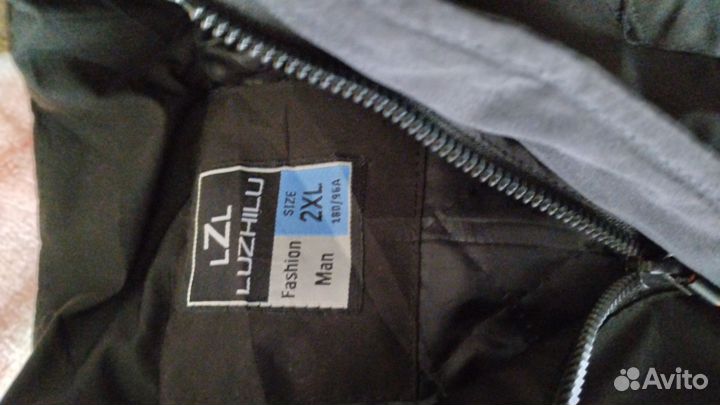 LZL
LUZHILU
SIZE
2XL
180/96A
Fashion
Man
Avito